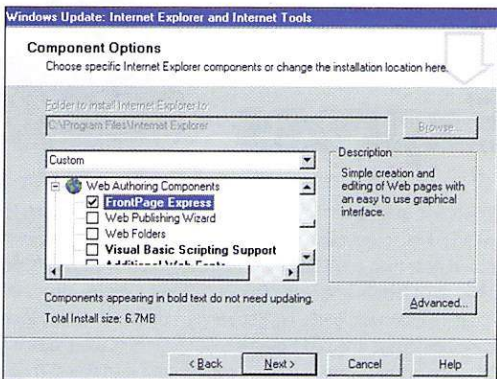 Windows Update: Internet Explorer and Internet Tools
Component Options
Choose specific Internet Explorer components or change the installation location here.
Folder to install Internet Explorer to:
C:\Program Files\Internet Explorer
Browse...
Custom
Web Authoring Components
FrontPage Express
Web Publishing Wizard
Web Folders
Visual Basic Scripting Support
Additional Web Fonts
Description
Simple creation and
editing of Web pages with
an easy to use graphical
interface.
Components appearing in bold text do not need updating.
Total Install size: 6.7MB
Advanced...
< Back
Next >
Cancel
Help